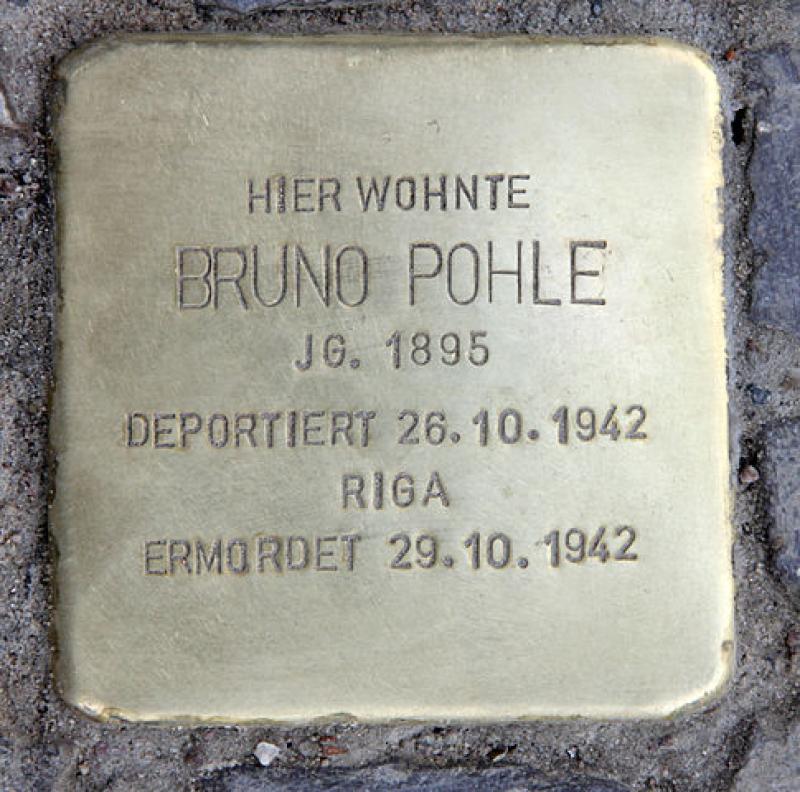 HIER WOHNTE
BRUNO POHLE
JG. 1895
DEPORTIERT 26.10.1942
RIGA
ERMORDET 29.10.1942